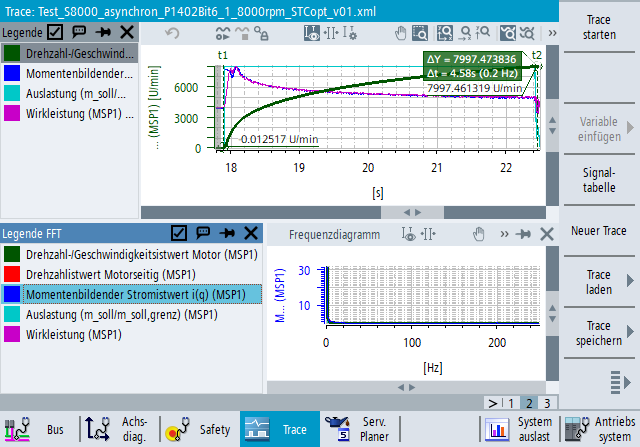 Trace: Test_S8000_asynchron_P1402Bit6_1_8000rpm_STCopt_v01.xml
Legende
Drehzahl-/Geschwind...
Momentenbildender...
Auslastung (m_soll/...
Wirkleistung (MSP1) ...
t1
t2
ΔY = 7997.473836
Δt = 4.58s (0.2 Hz)
7997.461319 U/min
-0.012517 U/min
... (MSP1) [U/min]
6000
3000
0
18
19
20
21
22
[s]
Legende FFT
Drehzahl-/Geschwindigkeitsistwert Motor (MSP1)
Drehzahlistwert Motorseitig (MSP1)
Momentenbildender Stromistwert i(q) (MSP1)
Auslastung (m_soll/m_soll,grenz) (MSP1)
Wirkleistung (MSP1)
Frequenzdiagramm
M... (MSP1)
30
10
0
100
200
[Hz]
> 1 2 3
Trace
starten
Variable
einfügen
Signal-
tabelle
Neuer Trace
Trace
laden
Trace
speichern
Bus
Achs-
diag.
Safety
Trace
Serv.
Planer
System
auslast
Antriebs
system